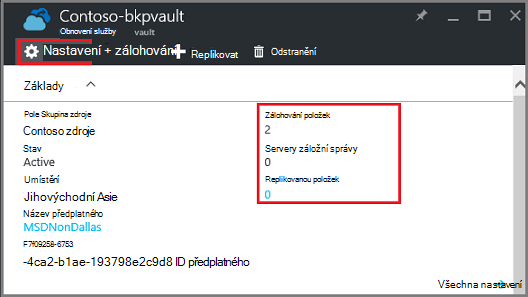 Contoso-bkpvault
Obnovení služby vault
Nastavení + zálohování
Replikovat
Odstranění
Základy
Pole Skupina zdroje
Contoso zdroje
Stav
Active
Umístění
Jihovýchodní Asie
Název předplatného
MSDNonDallas
F7f09258-6753
-4ca2-b1ae-193798e2c9d8 ID předplatného
Zálohování položek
2
Servery záložní správy
0
Replikovanou položek
0
Všechna nastavení